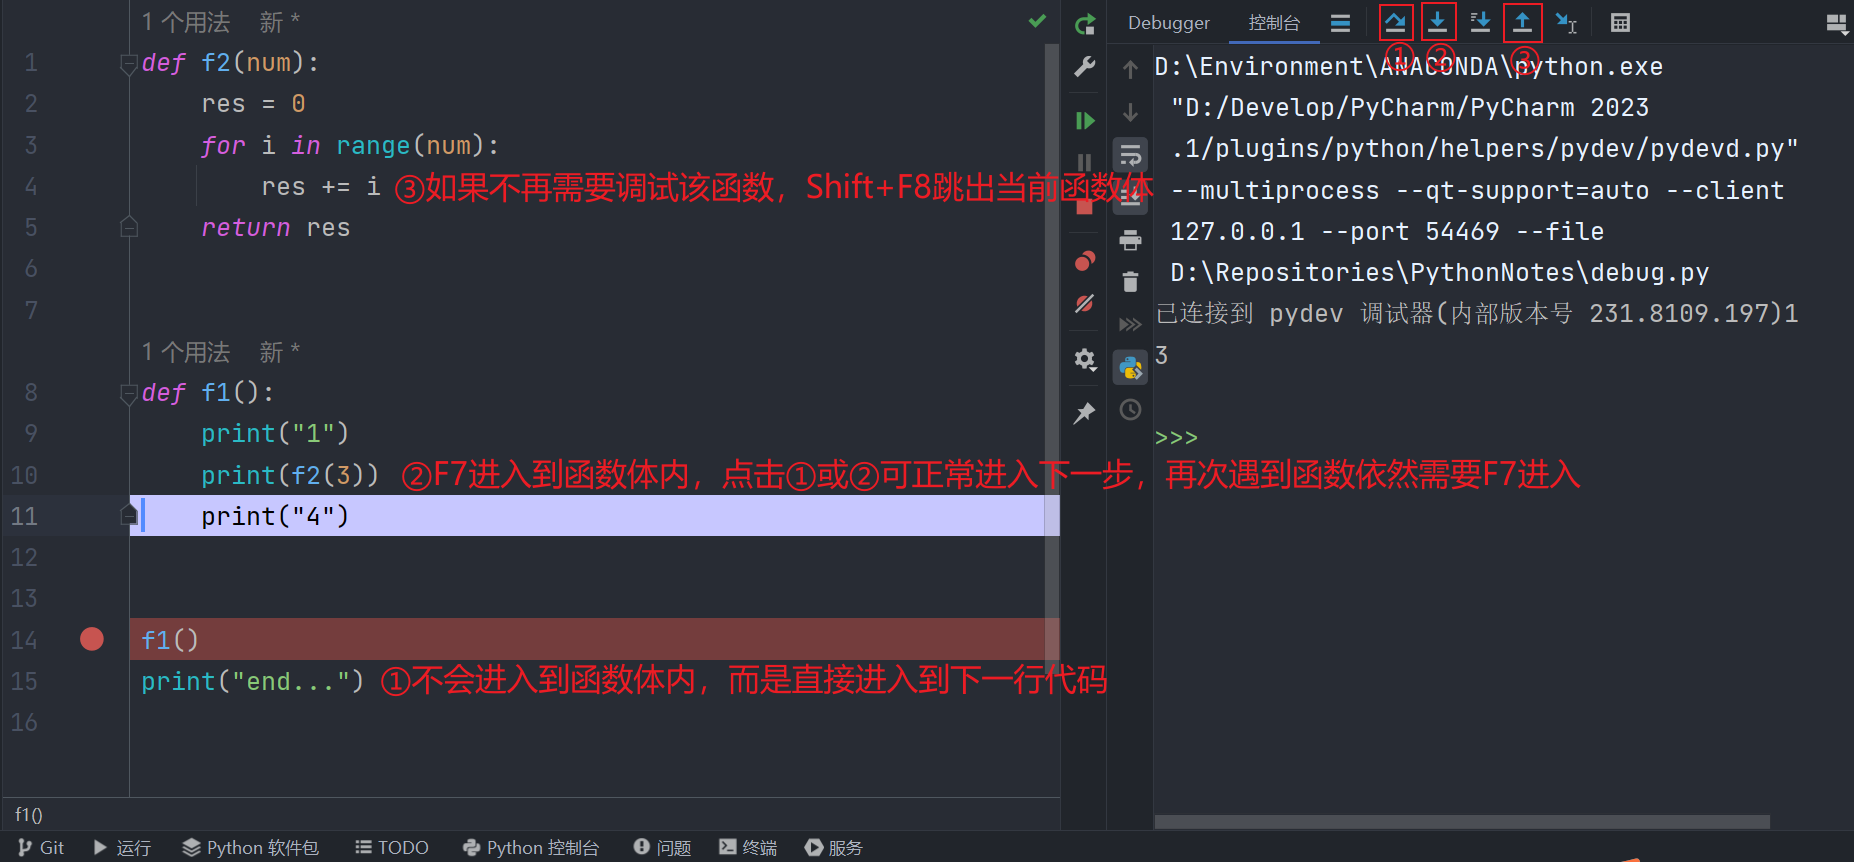 1 个用法 新 *
1 def f2(num):
2 res = 0
3 for i in range(num):
4 res += i ③如果不再需要调试该函数，Shift+F8跳出当前函数体
5 return res
6
7
1 个用法 新 *
8 def f1():
9 print("1")
10 print(f2(3)) ②F7进入到函数体内，点击①或②可正常进入下一步，再次遇到函数依然需要F7进入
11 print("4")
12
13
14 f1()
15 print("end...") ①不会进入到函数体内，而是直接进入到下一行代码
16
f1()
Debugger 控制台
① ② ③
D:\Environment\ANACONDA\python.exe
"D:/Develop/PyCharm/PyCharm 2023
.1/plugins/python/helpers/pydev/pydevd.py"
--multiprocess --qt-support=auto --client
127.0.0.1 --port 54469 --file
D:\Repositories\PythonNotes\debug.py
已连接到 pydev 调试器(内部版本号 231.8109.197)1
3
>>>
Git 运行 Python 软件包 TODO Python 控制台 问题 终端 服务